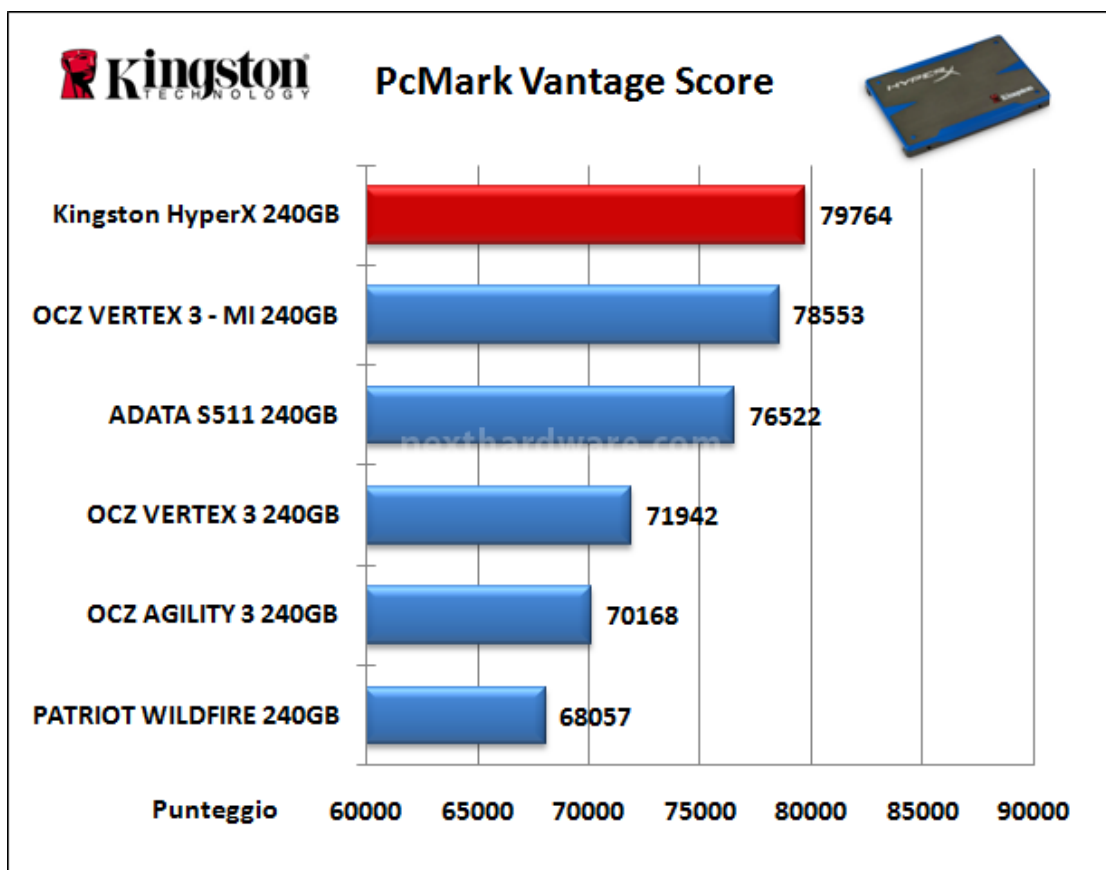 Kingston
TECHNOLOGY
PcMark Vantage Score
HYPERX
Kingston
Kingston HyperX 240GB
79764
OCZ VERTEX 3 - MI 240GB
78553
ADATA S511 240GB
76522
nexthardware.com
OCZ VERTEX 3 240GB
71942
OCZ AGILITY 3 240GB
70168
PATRIOT WILDFIRE 240GB
68057
Punteggio 60000 65000 70000 75000 80000 85000 90000